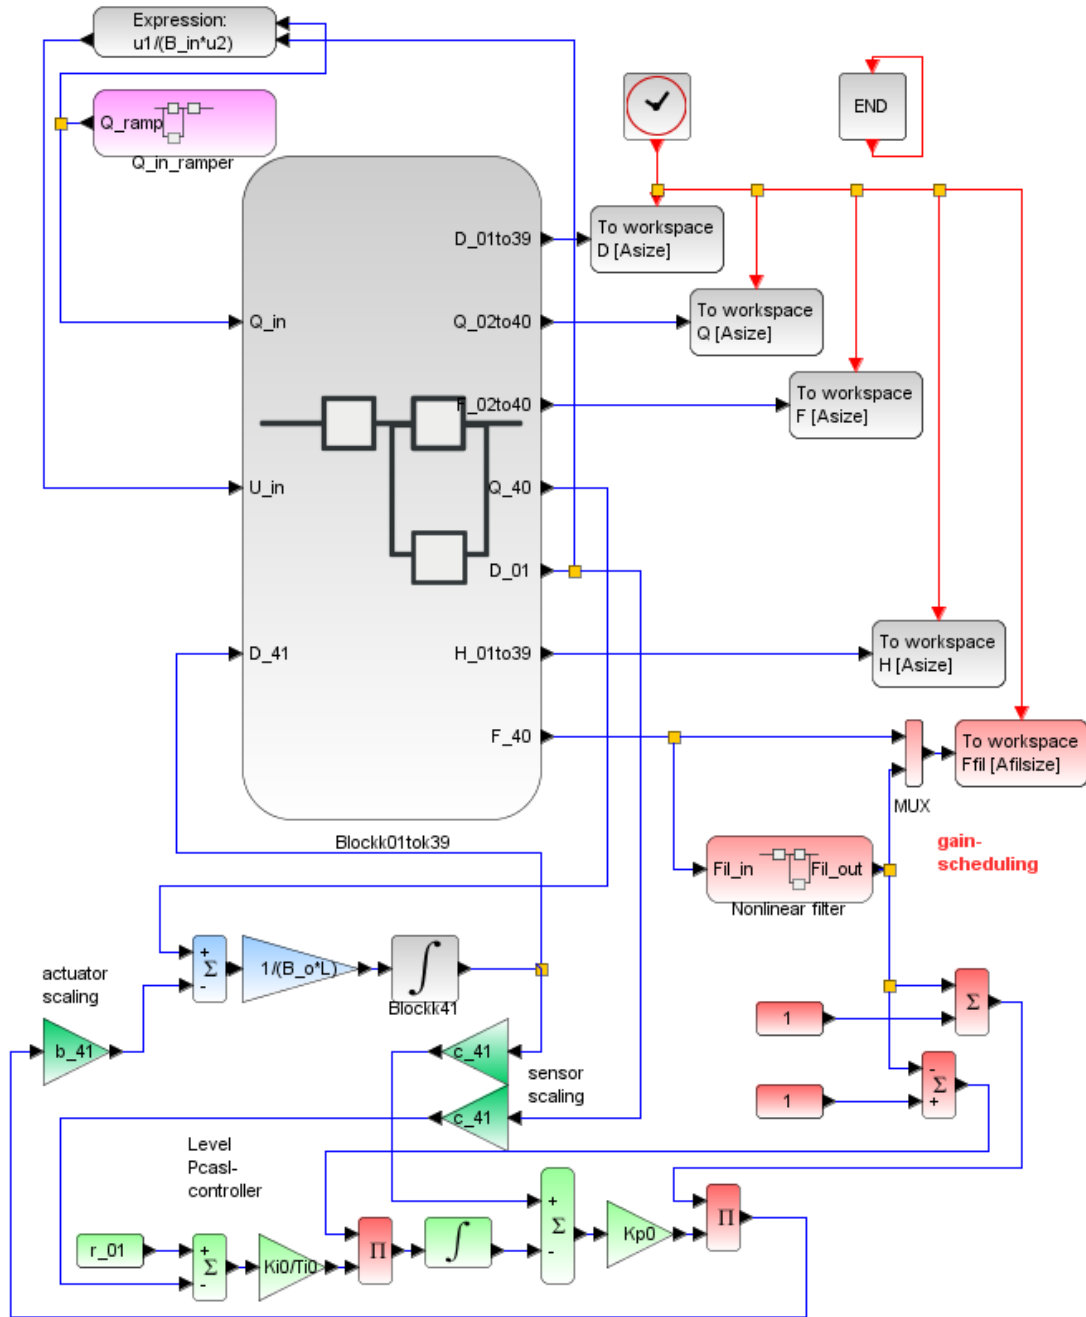 Expression:
u1/(B_in*u2)
Q_ramp
Q_in_ramper
END
D_01to39
To workspace
D [Asize]
Q_in
Q_02to40
To workspace
Q [Asize]
F_02to40
To workspace
F [Asize]
U_in
Q_40
D_01
D_41
H_01to39
To workspace
H [Asize]
F_40
To workspace
Ffil [Afilsize]
MUX
Blockk01tok39
gain-
scheduling
Fil_in
Fil_out
Nonlinear filter
+
Σ
-
1/(B_o*L)
∫
Blockk41
actuator
scaling
b_41
c_41
sensor
scaling
c_41
1
Σ
1
-
Σ
+
Level
Pcasl-
controller
r_01
+
Σ
-
Ki0/Ti0
Π
∫
+
Σ
-
Kp0
Π